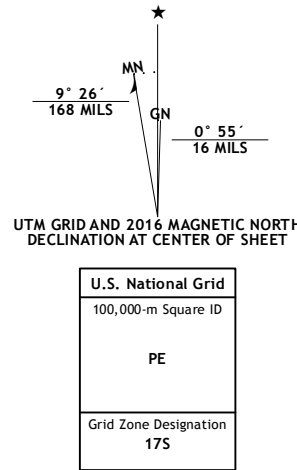 ★
MN
GN
9° 26´
168 MILS
0° 55´
16 MILS
UTM GRID AND 2016 MAGNETIC NORTH
DECLINATION AT CENTER OF SHEET
U.S. National Grid
100,000-m Square ID
PE
Grid Zone Designation
17S